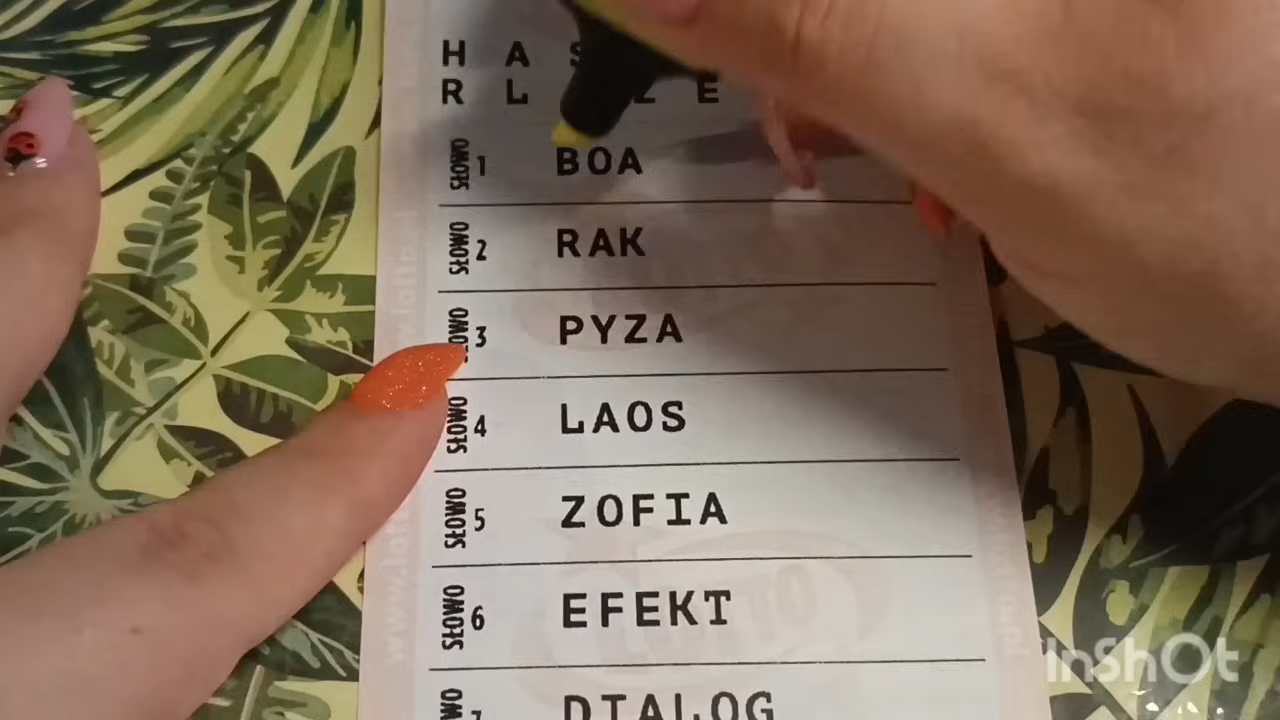 H A S
R L Z E
SŁOWO 1 BOA
SŁOWO 2 RAK
SŁOWO 3 PYZA
SŁOWO 4 LAOS
SŁOWO 5 ZOFIA
SŁOWO 6 EFEKT
DIALOG
InShOt